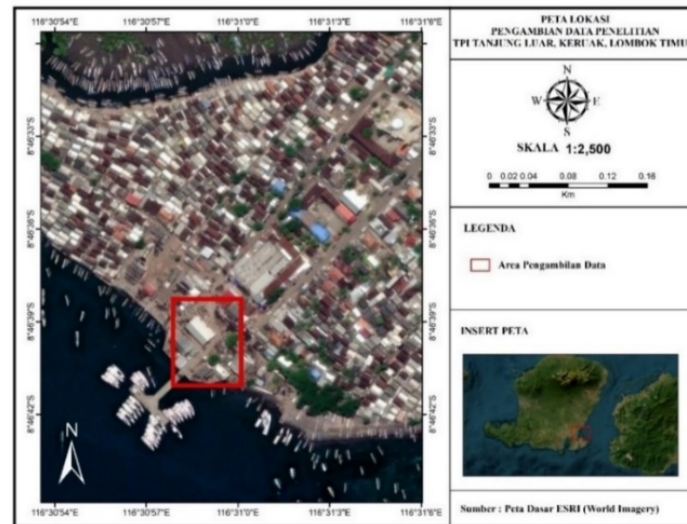 116°30'54"E 116°30'57"E 116°31'0"E 116°31'3"E 116°31'6"E
8°46'33"S
8°46'36"S
8°46'39"S
8°46'42"S
N
8°46'33"S
8°46'36"S
8°46'39"S
8°46'42"S
116°30'54"E 116°30'57"E 116°31'0"E 116°31'3"E 116°31'6"E
PETA LOKASI
PENGAMBIAN DATA PENELITIAN
TPI TANJUNG LUAR, KERUAK, LOMBOK TIMU
N
W E
S
SKALA 1:2,500
0 0.02 0.04 0.08 0.12 0.16
Km
LEGENDA
Area Pengambilan Data
INSERT PETA
Sumber : Peta Dasar ESRI (World Imagery)